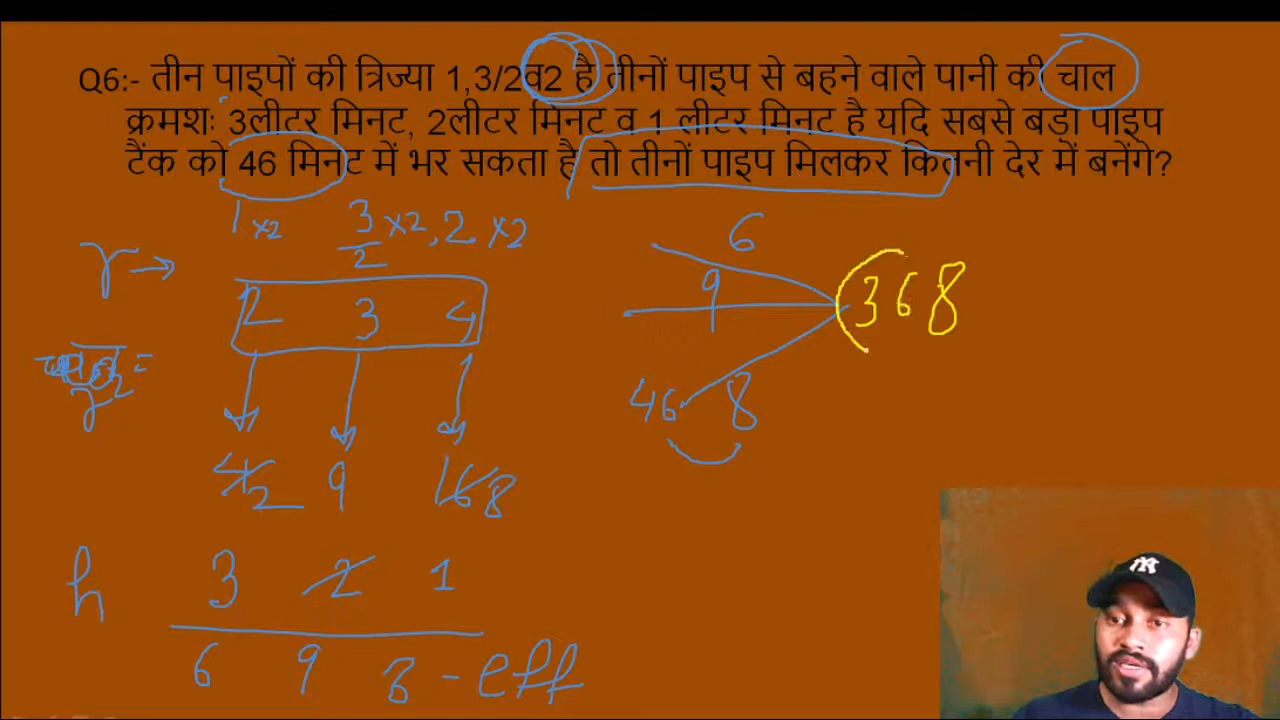 Q6:- तीन पाइपों की त्रिज्या 1,3/2व2 है तीनों पाइप से बहने वाले पानी की चाल
क्रमशः 3लीटर मिनट, 2लीटर मिनट व 1 लीटर मिनट है यदि सबसे बड़ा पाइप
टैंक को 46 मिनट में भर सकता है तो तीनों पाइप मिलकर कितनी देर में बनेंगे?
1 ×2 3/2 ×2, 2 ×2
r →
2 3 4
r²
4 2 9 16 8
h 3 2 1
6 9 8 - eff
6
9
368
46 8